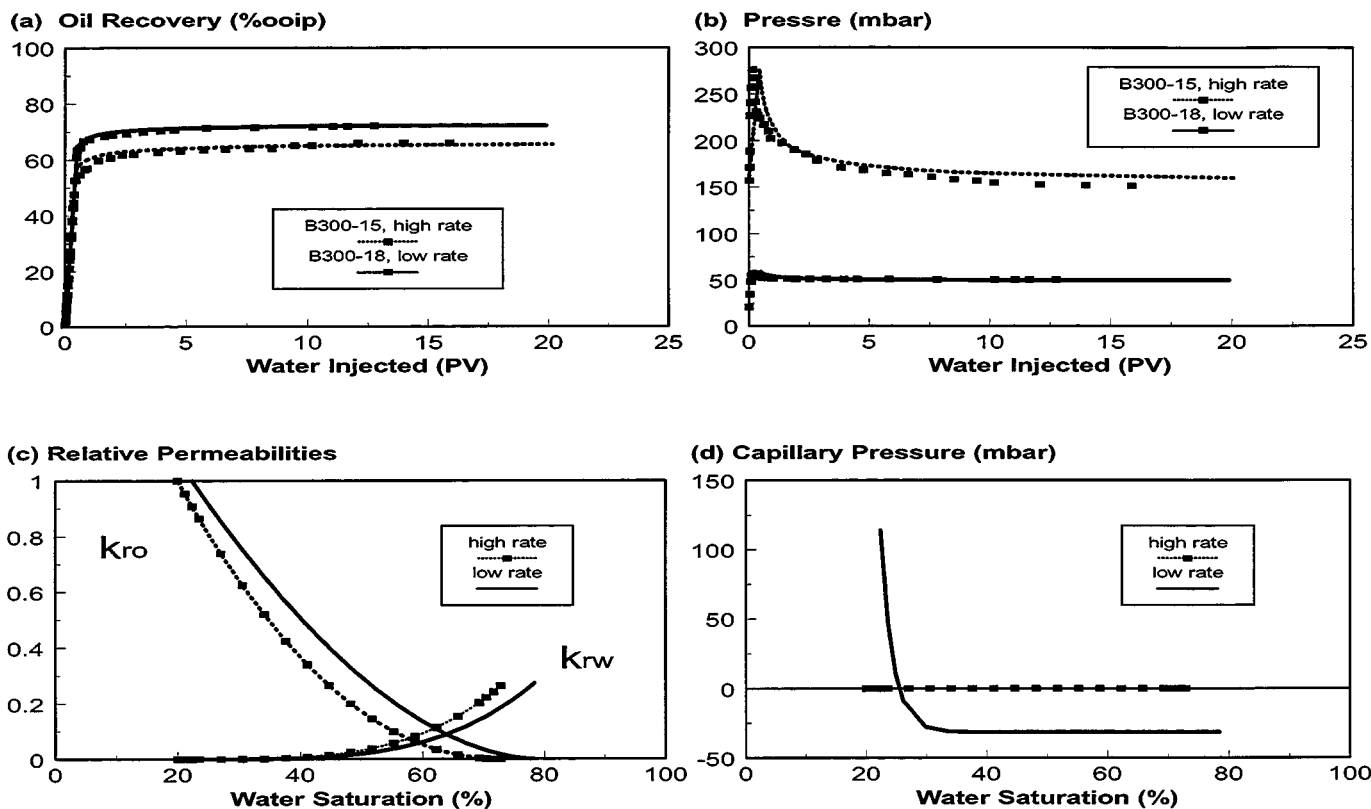 (a) Oil Recovery (%ooip)
100
80
60
40
20
0
B300-15, high rate
B300-18, low rate
0 5 10 15 20 25
Water Injected (PV)
(b) Pressre (mbar)
300
250
200
150
100
50
0
B300-15, high rate
B300-18, low rate
0 5 10 15 20 25
Water Injected (PV)
(c) Relative Permeabilities
1
0.8
0.6
0.4
0.2
0
kro
krw
high rate
low rate
0 20 40 60 80 100
Water Saturation (%)
(d) Capillary Pressure (mbar)
150
100
50
0
-50
high rate
low rate
0 20 40 60 80 100
Water Saturation (%)